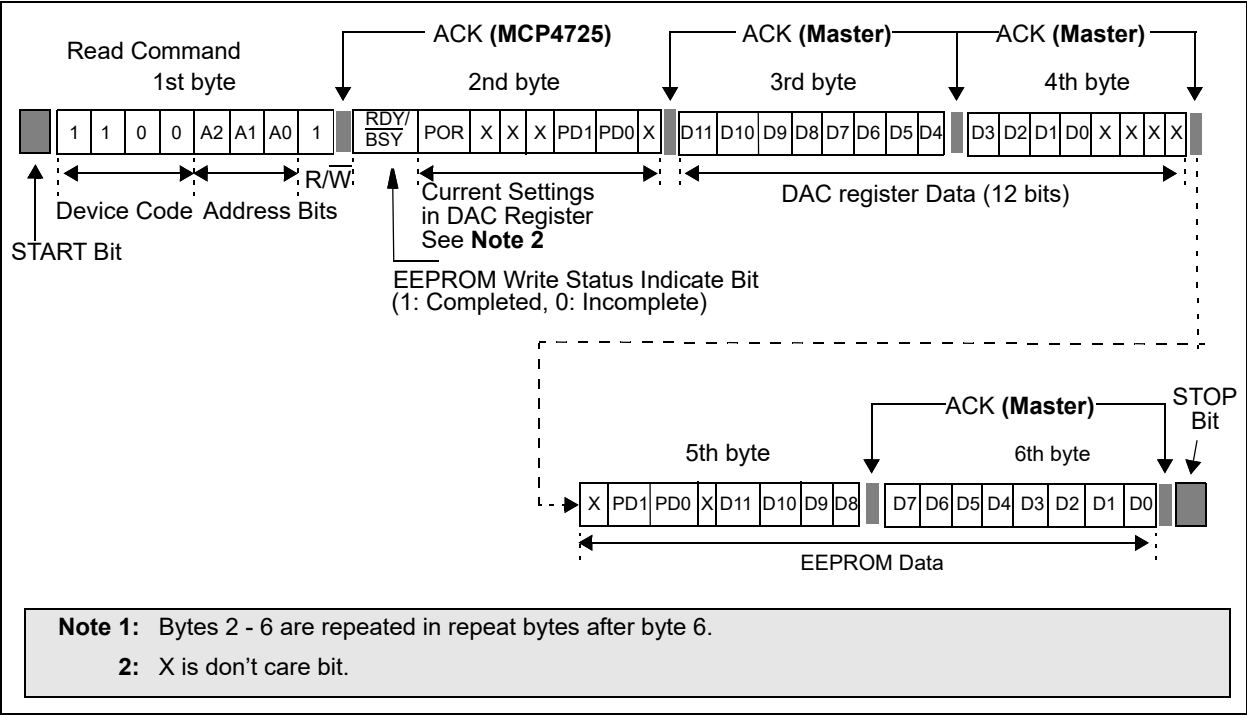 ACK (MCP4725) ACK (Master) ACK (Master)
Read Command
1st byte 2nd byte 3rd byte 4th byte
1 1 0 0 A2 A1 A0 1 RDY/BSY POR X X X PD1 PD0 X D11 D10 D9 D8 D7 D6 D5 D4 D3 D2 D1 D0 X X X X
R/W
Device Code Address Bits
START Bit
Current Settings
in DAC Register
See Note 2
DAC register Data (12 bits)
EEPROM Write Status Indicate Bit
(1: Completed, 0: Incomplete)
ACK (Master)
STOP
Bit
5th byte 6th byte
X PD1 PD0 X D11 D10 D9 D8 D7 D6 D5 D4 D3 D2 D1 D0
EEPROM Data
Note 1: Bytes 2 - 6 are repeated in repeat bytes after byte 6.
2: X is don't care bit.